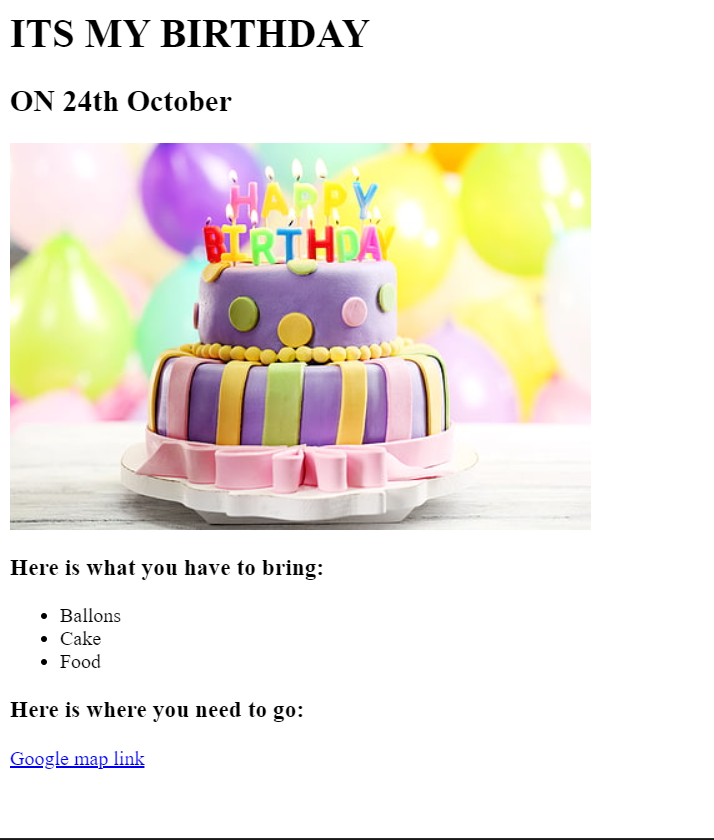 ITS MY BIRTHDAY
ON 24th October
HAPPY
BIRTHDAY
Here is what you have to bring:
Ballons
Cake
Food
Here is where you need to go:
Google map link